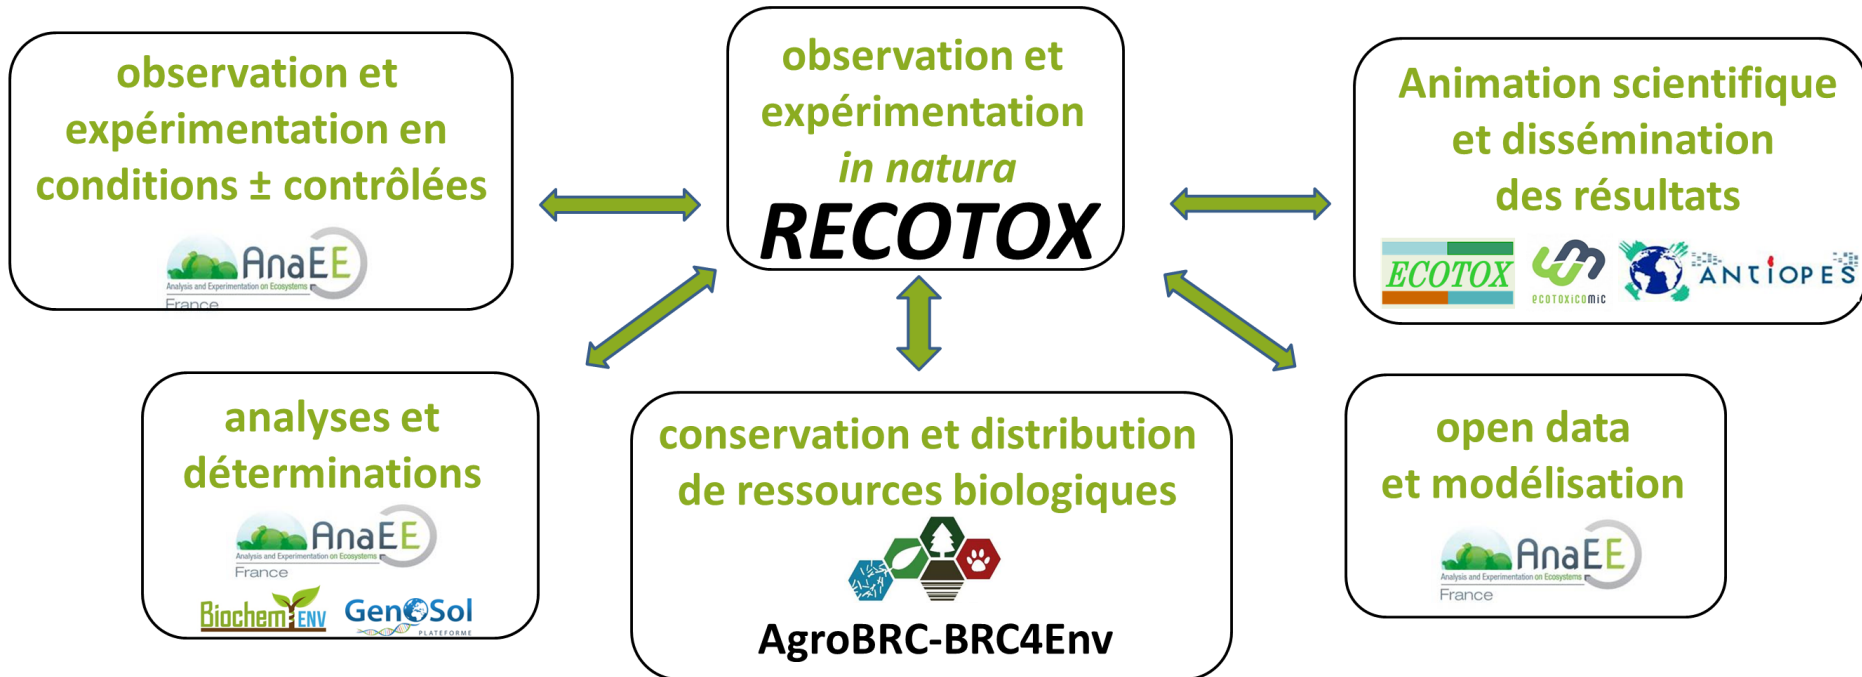 observation et
expérimentation en
conditions ± contrôlées
AnaEE
Analysis and Experimentation on Ecosystems
France
observation et
expérimentation
in natura
RECOTOX
Animation scientifique
et dissémination
des résultats
ECOTOX
ecotoxicomic
ANTIOPES
analyses et
déterminations
AnaEE
Analysis and Experimentation on Ecosystems
France
BiochemENV
GenOSol
PLATEFORME
conservation et distribution
de ressources biologiques
AgroBRC-BRC4Env
open data
et modélisation
AnaEE
Analysis and Experimentation on Ecosystems
France